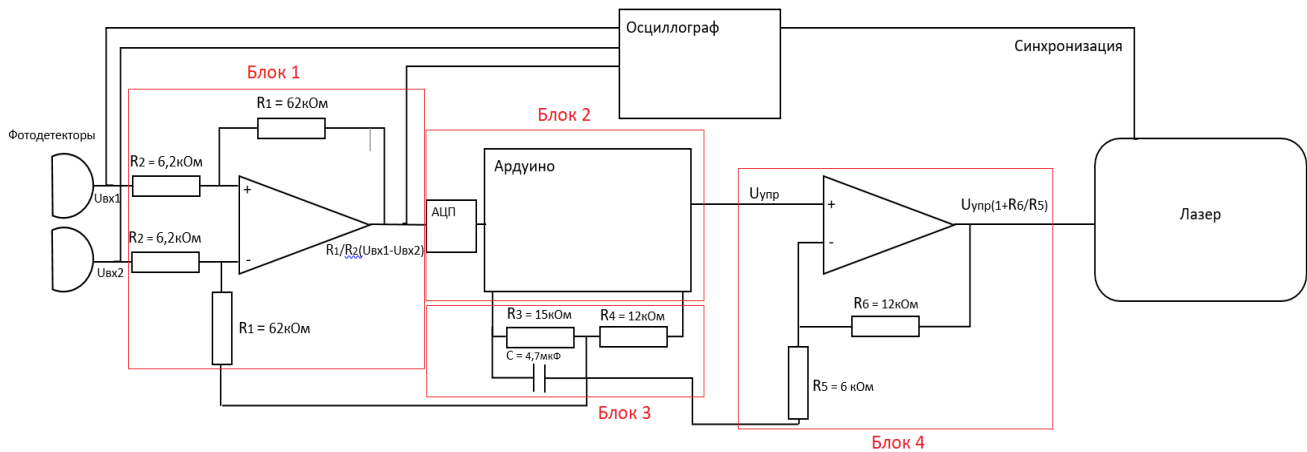 Осциллограф
Синхронизация
Блок 1
R1 = 62кОм
Блок 2
Фотодетекторы
R2 = 6,2кОм
Ардуино
Uвх1
+
АЦП
Uупр
+
Uупр(1+R6/R5)
Лазер
R2 = 6,2кОм
R1/R2(Uвх1-Uвх2)
-
-
Uвх2
R1 = 62кОм
R3 = 15кОм
R4 = 12кОм
R6 = 12кОм
C = 4,7мкФ
R5 = 6 кОм
Блок 3
Блок 4